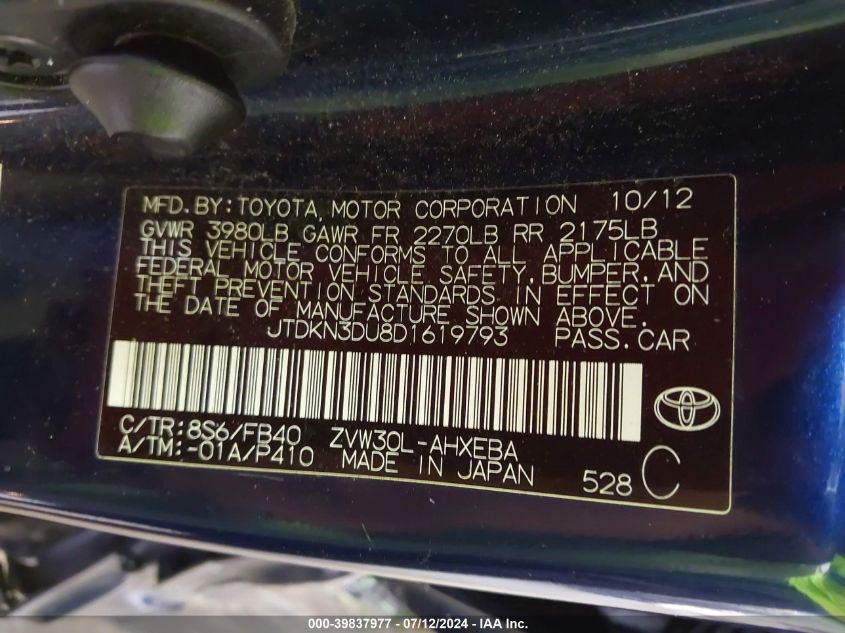 MFD. BY: TOYOTA MOTOR CORPORATION 10/12
GVWR 3980LB GAWR FR 2270LB RR 2175LB
THIS VEHICLE CONFORMS TO ALL APPLICABLE
FEDERAL MOTOR VEHICLE SAFETY, BUMPER, AND
THEFT PREVENTION STANDARDS IN EFFECT ON
THE DATE OF MANUFACTURE SHOWN ABOVE.
JTDKN3DU8D1619793 PASS. CAR
C/TR: 8S6/FB40 ZVW30L-AHXEBA
A/TM: -01A/P410 MADE IN JAPAN
528 C
000-39837977 - 07/12/2024 - IAA Inc.